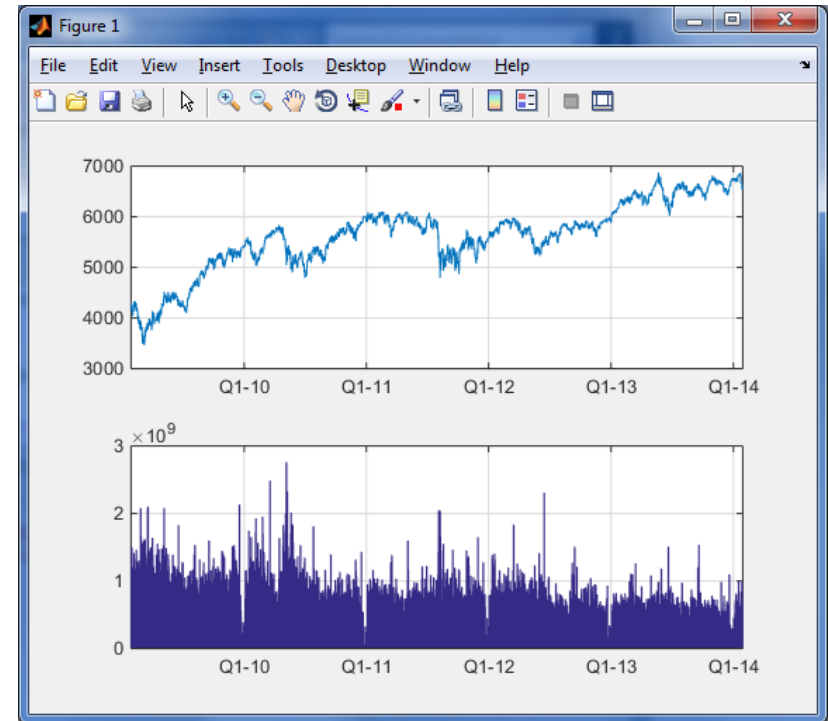 Figure 1
File Edit View Insert Tools Desktop Window Help
7000
6000
5000
4000
3000
Q1-10 Q1-11 Q1-12 Q1-13 Q1-14
×10⁹
3
2
1
0
Q1-10 Q1-11 Q1-12 Q1-13 Q1-14